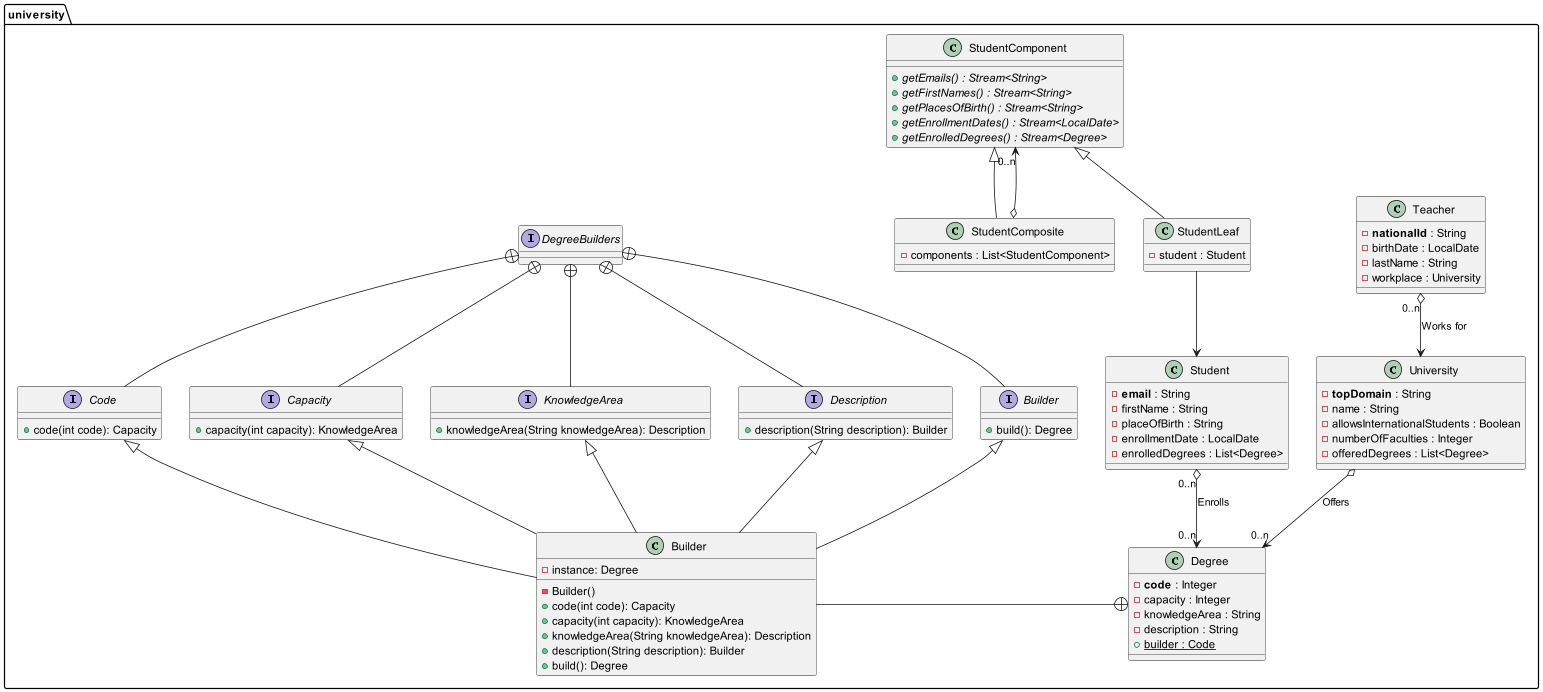 university
C StudentComponent
getEmails() : Stream<String>
getFirstNames() : Stream<String>
getPlacesOfBirth() : Stream<String>
getEnrollmentDates() : Stream<LocalDate>
getEnrolledDegrees() : Stream<Degree>
0..n
C StudentComposite
components : List<StudentComponent>
C StudentLeaf
student : Student
C Teacher
nationalId : String
birthDate : LocalDate
lastName : String
workplace : University
0..n
Works for
I DegreeBuilders
I Code
code(int code): Capacity
I Capacity
capacity(int capacity): KnowledgeArea
I KnowledgeArea
knowledgeArea(String knowledgeArea): Description
I Description
description(String description): Builder
I Builder
build(): Degree
C Student
email : String
firstName : String
placeOfBirth : String
enrollmentDate : LocalDate
enrolledDegrees : List<Degree>
C University
topDomain : String
name : String
allowsInternationalStudents : Boolean
numberOfFaculties : Integer
offeredDegrees : List<Degree>
0..n
Enrolls
0..n
Offers
0..n
C Builder
instance: Degree
Builder()
code(int code): Capacity
capacity(int capacity): KnowledgeArea
knowledgeArea(String knowledgeArea): Description
description(String description): Builder
build(): Degree
C Degree
code : Integer
capacity : Integer
knowledgeArea : String
description : String
builder : Code